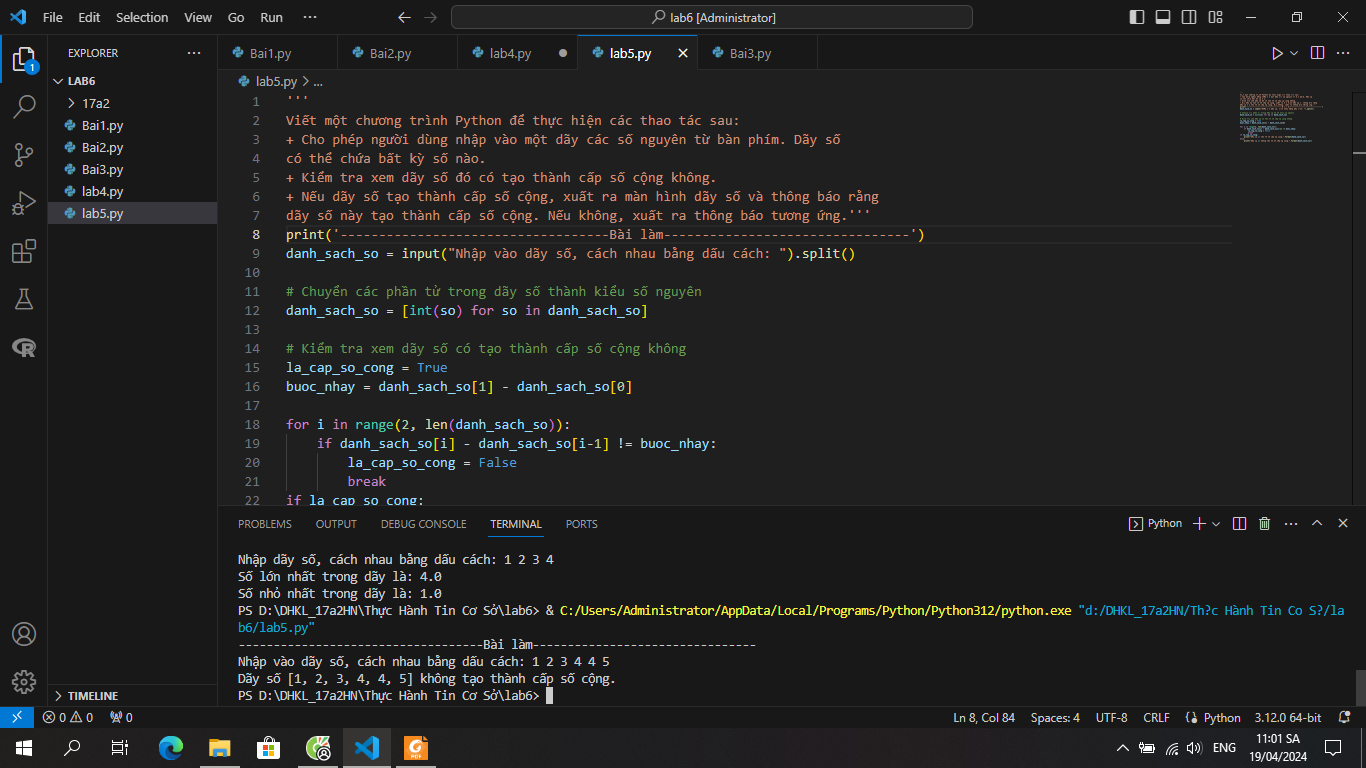 File Edit Selection View Go Run ··· lab6 [Administrator]
EXPLORER ···
LAB6
17a2
Bai1.py
Bai2.py
Bai3.py
lab4.py
lab5.py
TIMELINE
1
Bai1.py Bai2.py lab4.py lab5.py Bai3.py
lab5.py > ...
1 '''
2 Viết một chương trình Python để thực hiện các thao tác sau:
3 + Cho phép người dùng nhập vào một dãy các số nguyên từ bàn phím. Dãy số
4 có thể chứa bất kỳ số nào.
5 + Kiểm tra xem dãy số đó có tạo thành cấp số cộng không.
6 + Nếu dãy số tạo thành cấp số cộng, xuất ra màn hình dãy số và thông báo rằng
7 dãy số này tạo thành cấp số cộng. Nếu không, xuất ra thông báo tương ứng.'''
8 print('-----------------------------------Bài làm--------------------------------')
9 danh_sach_so = input("Nhập vào dãy số, cách nhau bằng dấu cách: ").split()
10
11 # Chuyển các phần tử trong dãy số thành kiểu số nguyên
12 danh_sach_so = [int(so) for so in danh_sach_so]
13
14 # Kiểm tra xem dãy số có tạo thành cấp số cộng không
15 la_cap_so_cong = True
16 buoc_nhay = danh_sach_so[1] - danh_sach_so[0]
17
18 for i in range(2, len(danh_sach_so)):
19 if danh_sach_so[i] - danh_sach_so[i-1] != buoc_nhay:
20 la_cap_so_cong = False
21 break
22 if la_cap_so_cong:
PROBLEMS OUTPUT DEBUG CONSOLE TERMINAL PORTS Python
Nhập dãy số, cách nhau bằng dấu cách: 1 2 3 4
Số lớn nhất trong dãy là: 4.0
Số nhỏ nhất trong dãy là: 1.0
PS D:\DHKL_17a2HN\Thực Hành Tin Cơ Sở\lab6> & C:/Users/Administrator/AppData/Local/Programs/Python/Python312/python.exe "d:/DHKL_17a2HN/Th?c Hành Tin Co S?/la
b6/lab5.py"
--------------------------------Bài làm-----------------------------
Nhập vào dãy số, cách nhau bằng dấu cách: 1 2 3 4 4 5
Dãy số [1, 2, 3, 4, 4, 5] không tạo thành cấp số cộng.
PS D:\DHKL_17a2HN\Thực Hành Tin Cơ Sở\lab6>
0 0 0 Ln 8, Col 84 Spaces: 4 UTF-8 CRLF Python 3.12.0 64-bit
ENG 11:01 SA
19/04/2024